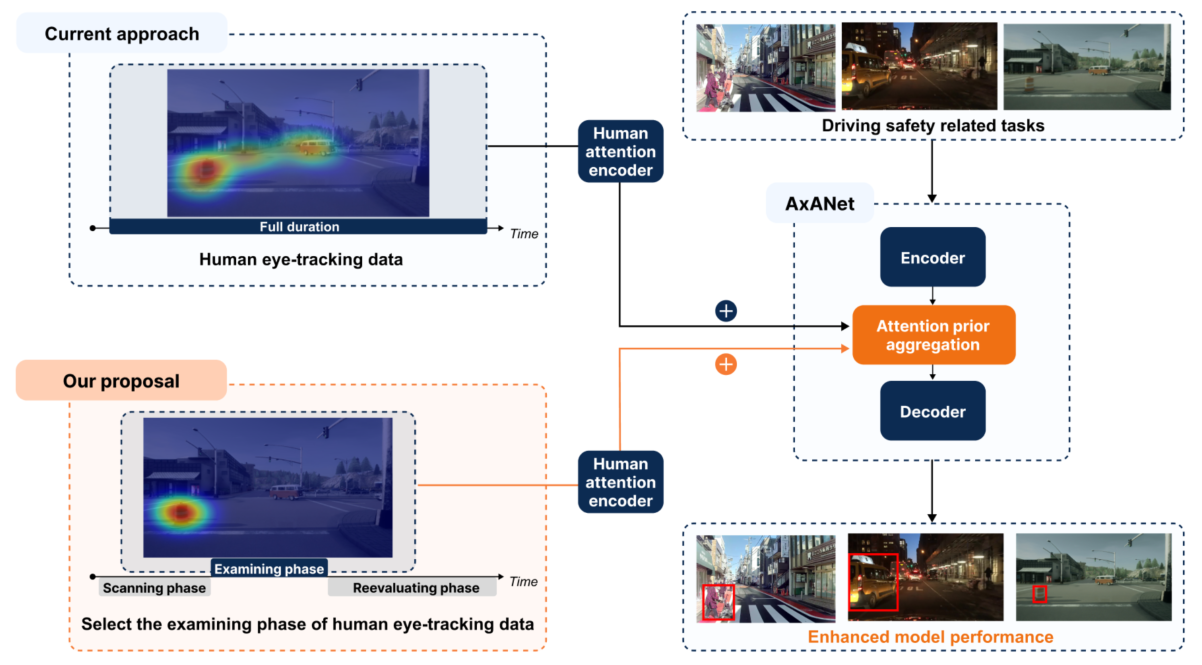 Current approach
Full duration
Time
Human eye-tracking data
Human
attention
encoder
Driving safety related tasks
AxANet
Encoder
Attention prior
aggregation
Decoder
Our proposal
Examining phase
Scanning phase
Reevaluating phase
Time
Select the examining phase of human eye-tracking data
Human
attention
encoder
Enhanced model performance